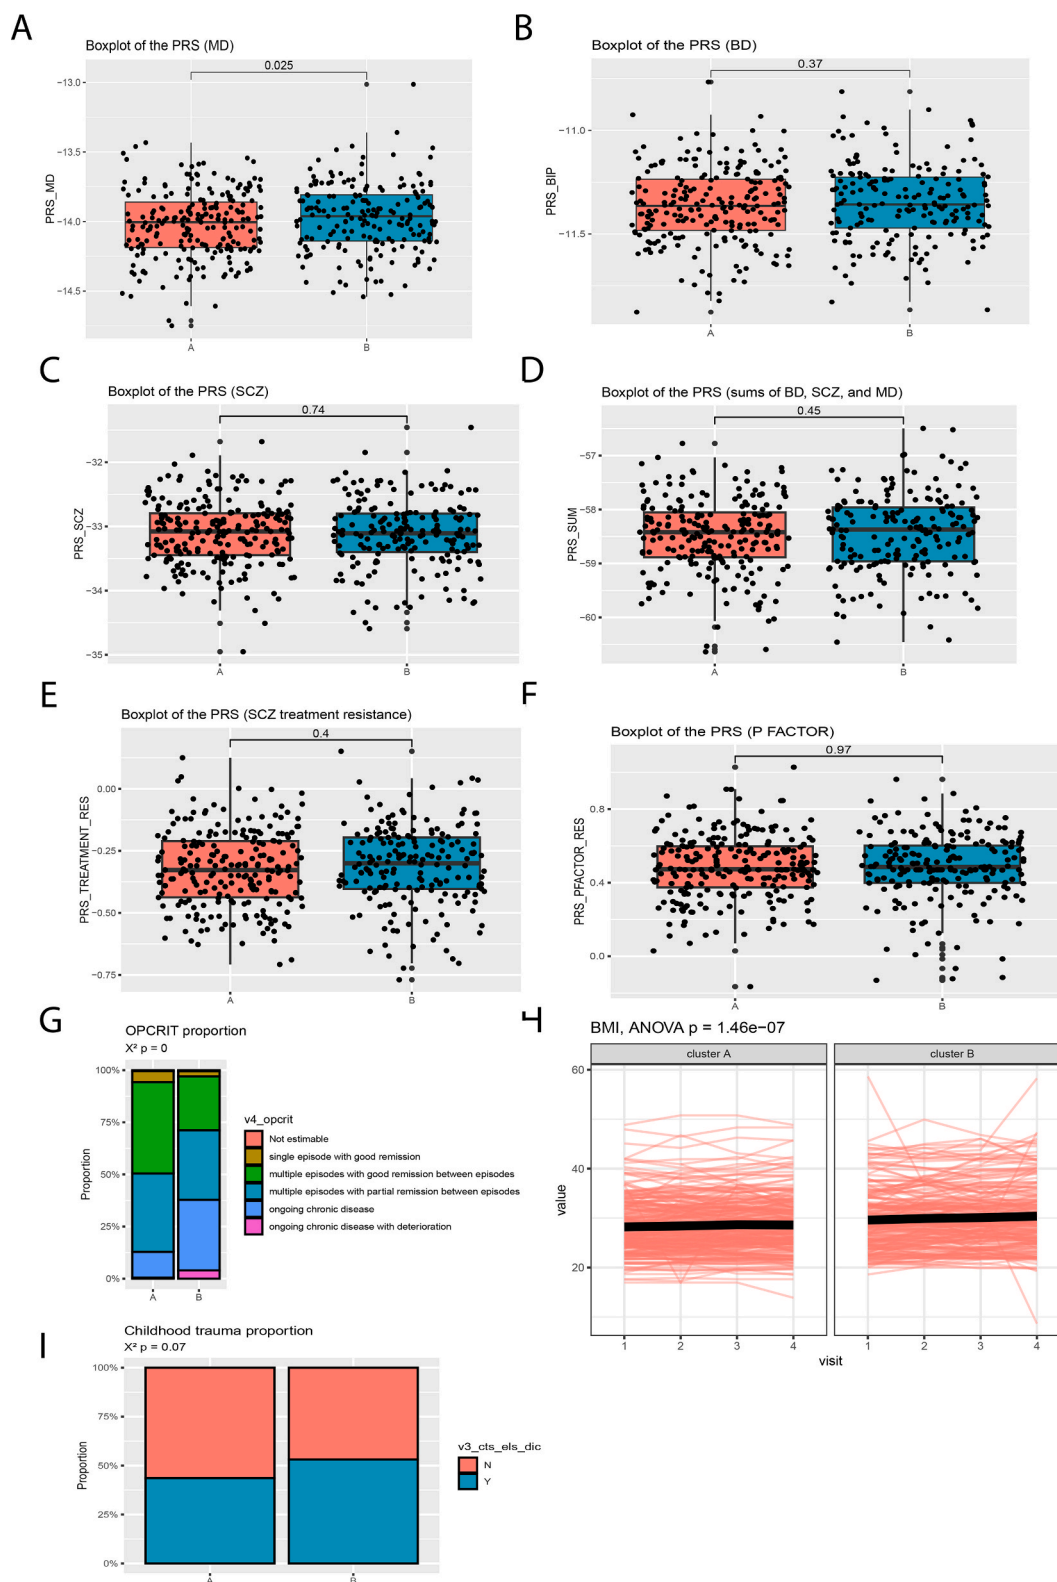 A
Boxplot of the PRS (MD)
0.025
−13.0
−13.5
−14.0
−14.5
PRS_MD
A
B
B
Boxplot of the PRS (BD)
0.37
−11.0
−11.5
PRS_BIP
A
B
C
Boxplot of the PRS (SCZ)
0.74
−32
−33
−34
−35
PRS_SCZ
A
B
D
Boxplot of the PRS (sums of BD, SCZ, and MD)
0.45
−57
−58
−59
−60
PRS_SUM
A
B
E
Boxplot of the PRS (SCZ treatment resistance)
0.4
0.00
−0.25
−0.50
−0.75
PRS_TREATMENT_RES
A
B
F
Boxplot of the PRS (P FACTOR)
0.97
0.8
0.4
0.0
PRS_PFACTOR_RES
A
B
G
OPCRIT proportion
X² p = 0
100%
75%
50%
25%
0%
Proportion
A
B
v4_opcrit
Not estimable
single episode with good remission
multiple episodes with good remission between episodes
multiple episodes with partial remission between episodes
ongoing chronic disease
ongoing chronic disease with deterioration
H
BMI, ANOVA p = 1.46e−07
cluster A
cluster B
60
40
20
value
1
2
3
4
1
2
3
4
visit
I
Childhood trauma proportion
X² p = 0.07
100%
75%
50%
25%
0%
Proportion
A
B
v3_cts_els_dic
N
Y